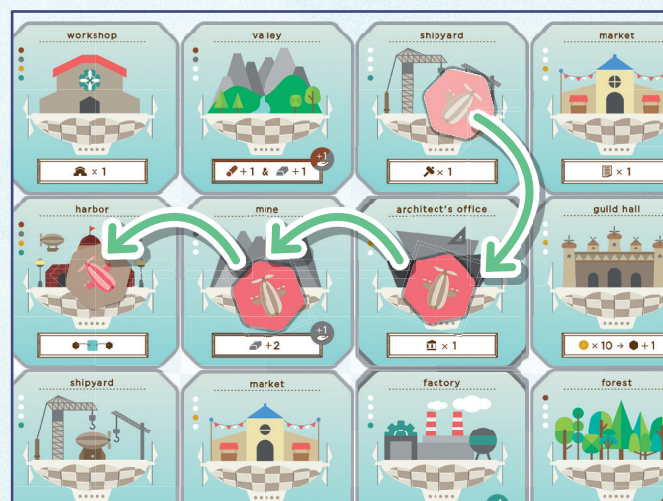 workshop
valley
shipyard
market
× 1
+1 & +1
+1
× 1
× 1
harbor
mine
architect's office
guild hall
+2
+1
× 1
× 10 → +1
shipyard
market
factory
forest